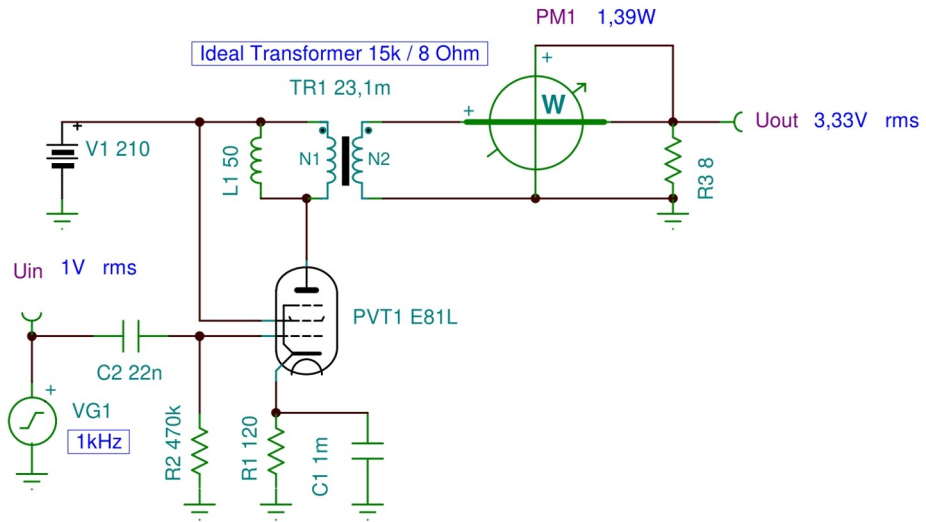 PM1 1,39W
Ideal Transformer 15k / 8 Ohm
TR1 23,1m
+
+
W
+
V1 210
L1 50
N1
N2
Uout 3,33V rms
R3 8
Uin 1V rms
PVT1 E81L
C2 22n
+
VG1
1kHz
R2 470k
R1 120
C1 1m